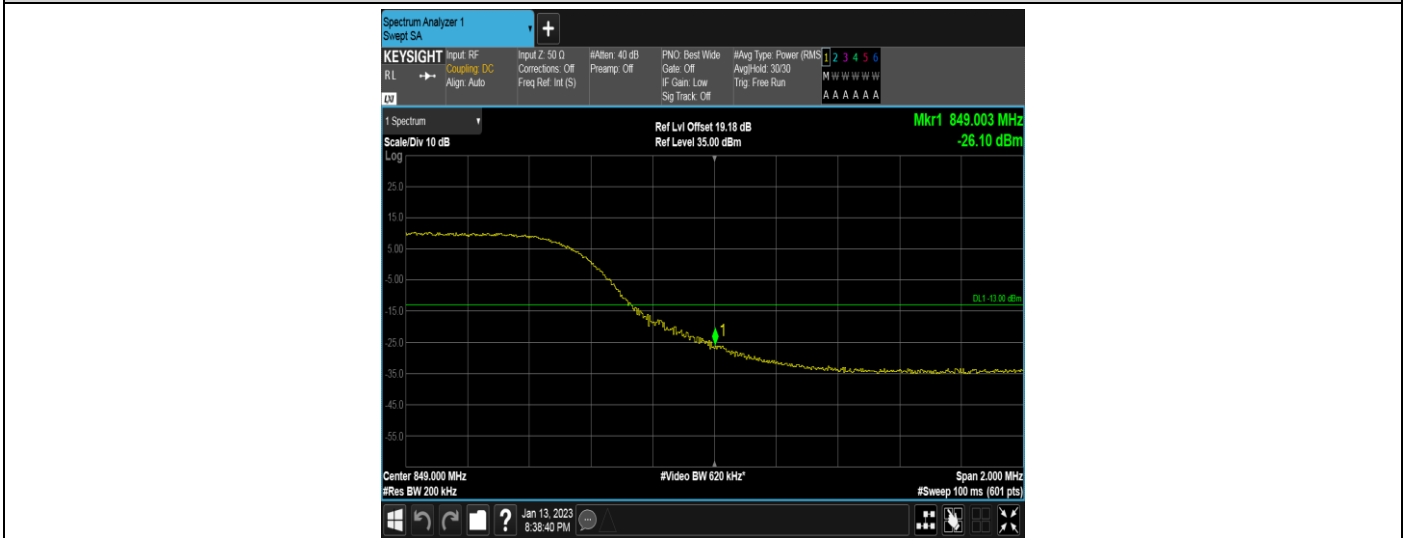 Spectrum Analyzer 1
Swept SA
+
KEYSIGHT
RL
LXI
Input: RF
Coupling: DC
Align: Auto
Input Z: 50 Ω
Corrections: Off
Freq Ref: Int (S)
#Atten: 40 dB
Preamp: Off
PNO: Best Wide
Gate: Off
IF Gain: Low
Sig Track: Off
#Avg Type: Power (RMS
Avg|Hold: 30/30
Trig: Free Run
1 2 3 4 5 6
M W W W W W
A A A A A A
1 Spectrum
Scale/Div 10 dB
Ref Lvl Offset 19.18 dB
Ref Level 35.00 dBm
Mkr1 849.003 MHz
-26.10 dBm
Log
25.0
15.0
5.00
-5.00
-15.0
-25.0
-35.0
-45.0
-55.0
DL1 -13.00 dBm
1
Center 849.000 MHz
#Res BW 200 kHz
#Video BW 620 kHz*
Span 2.000 MHz
#Sweep 100 ms (601 pts)
?
Jan 13, 2023
8:38:40 PM